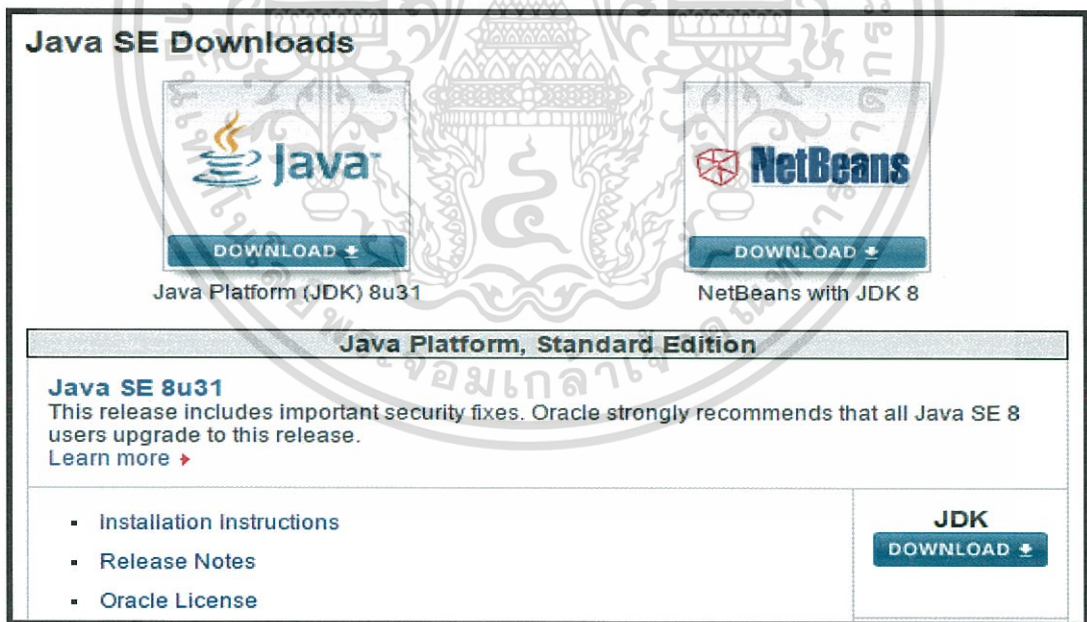 Java SE Downloads
Java
NetBeans
DOWNLOAD
DOWNLOAD
Java Platform (JDK) 8u31
NetBeans with JDK 8
Java Platform, Standard Edition
Java SE 8u31
This release includes important security fixes. Oracle strongly recommends that all Java SE 8
users upgrade to this release.
Learn more
Installation Instructions
Release Notes
Oracle License
JDK
DOWNLOAD